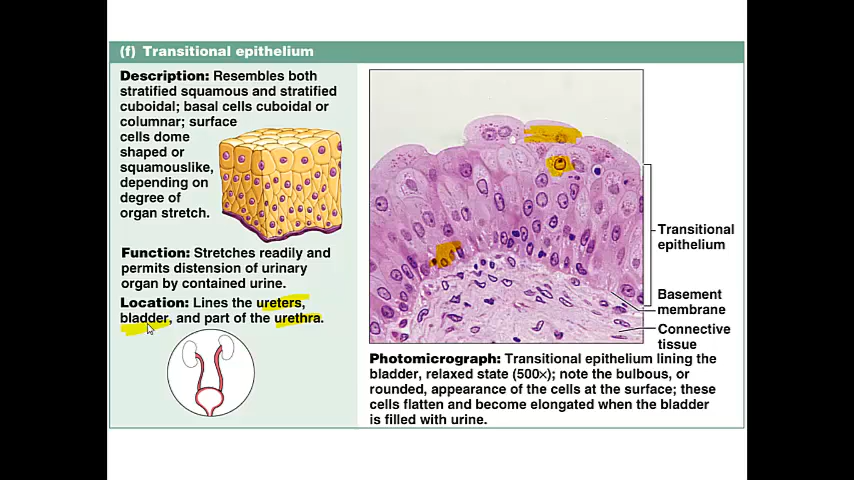 (f) Transitional epithelium
Description: Resembles both
stratified squamous and stratified
cuboidal; basal cells cuboidal or
columnar; surface
cells dome
shaped or
squamouslike,
depending on
degree of
organ stretch.
Function: Stretches readily and
permits distension of urinary
organ by contained urine.
Location: Lines the ureters,
bladder, and part of the urethra.
Transitional
epithelium
Basement
membrane
Connective
tissue
Photomicrograph: Transitional epithelium lining the
bladder, relaxed state (500×); note the bulbous, or
rounded, appearance of the cells at the surface; these
cells flatten and become elongated when the bladder
is filled with urine.